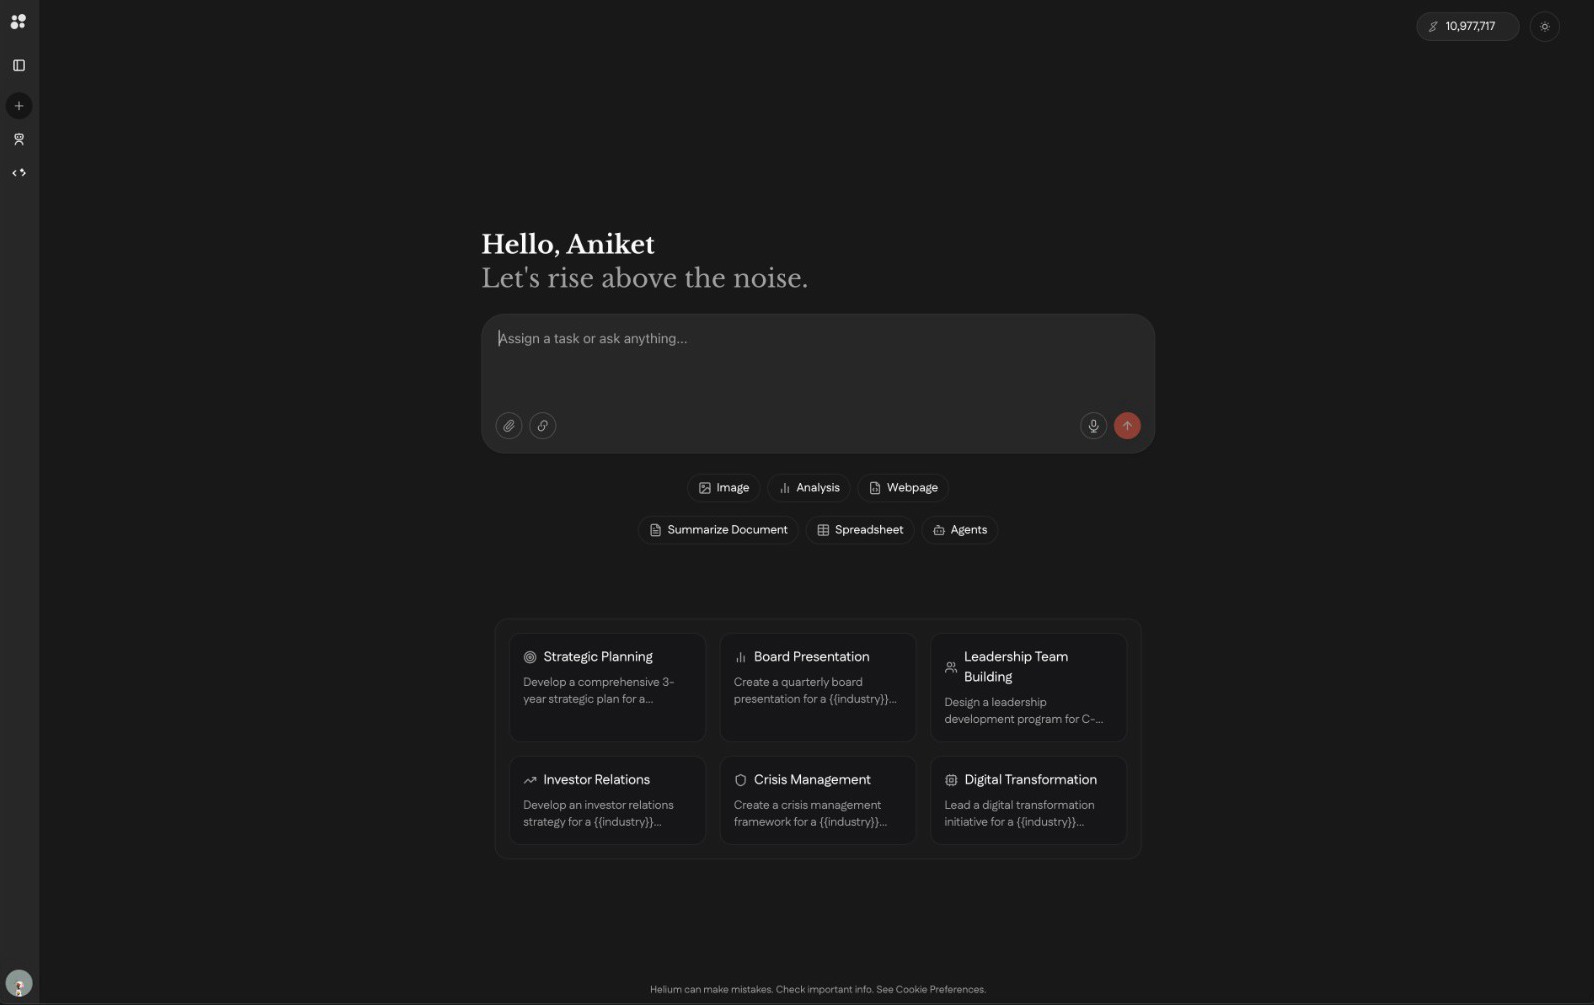 10,977,717
Hello, Aniket
Let's rise above the noise.
Assign a task or ask anything...
Image
Analysis
Webpage
Summarize Document
Spreadsheet
Agents
Strategic Planning
Develop a comprehensive 3-
year strategic plan for a...
Board Presentation
Create a quarterly board
presentation for a {{industry}}...
Leadership Team
Building
Design a leadership
development program for C-...
Investor Relations
Develop an investor relations
strategy for a {{industry}}...
Crisis Management
Create a crisis management
framework for a {{industry}}...
Digital Transformation
Lead a digital transformation
initiative for a {{industry}}...
Helium can make mistakes. Check important info. See Cookie Preferences.